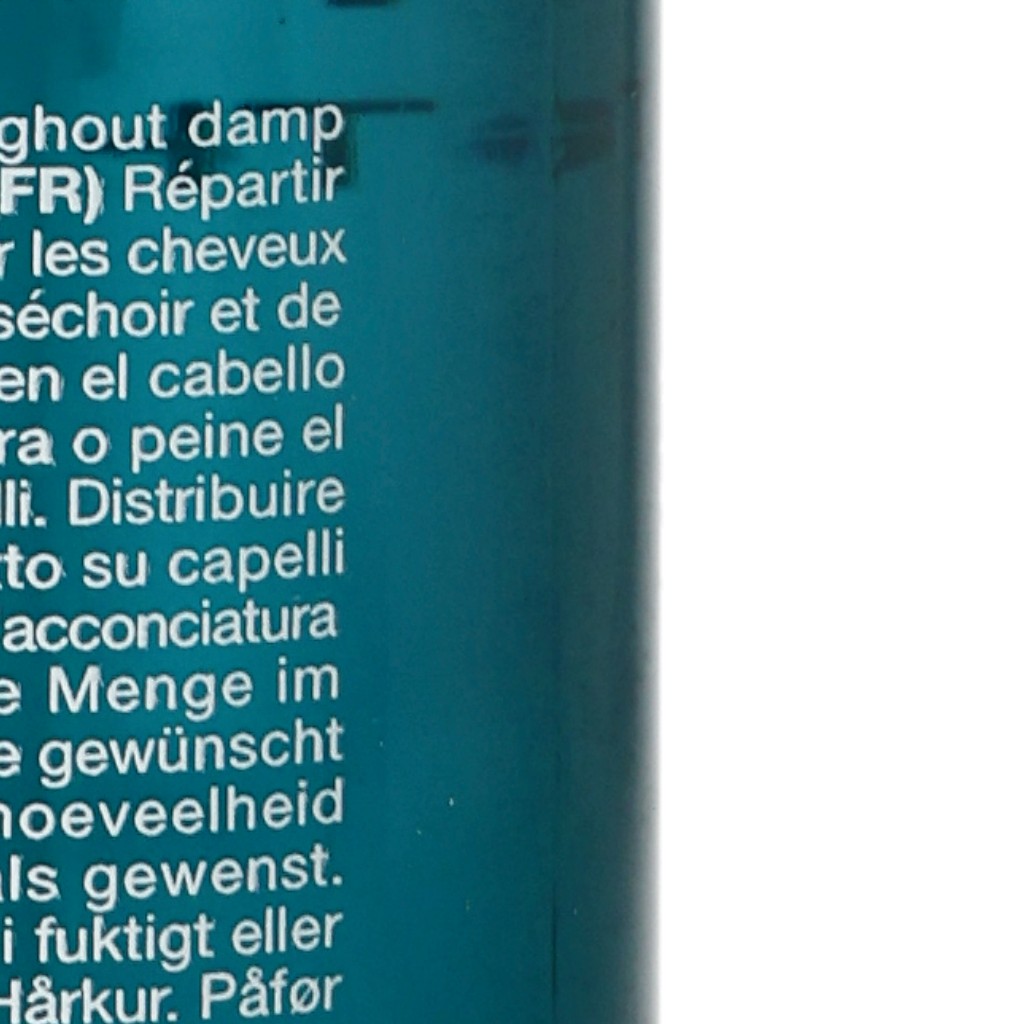 ghout damp
FR) Répartir
r les cheveux
séchoir et de
en el cabello
ra o peine el
lli. Distribuire
to su capelli
acconciatura
e Menge im
e gewünscht
hoeveelheid
als gewenst.
i fuktigt eller
Hårkur. Påfør